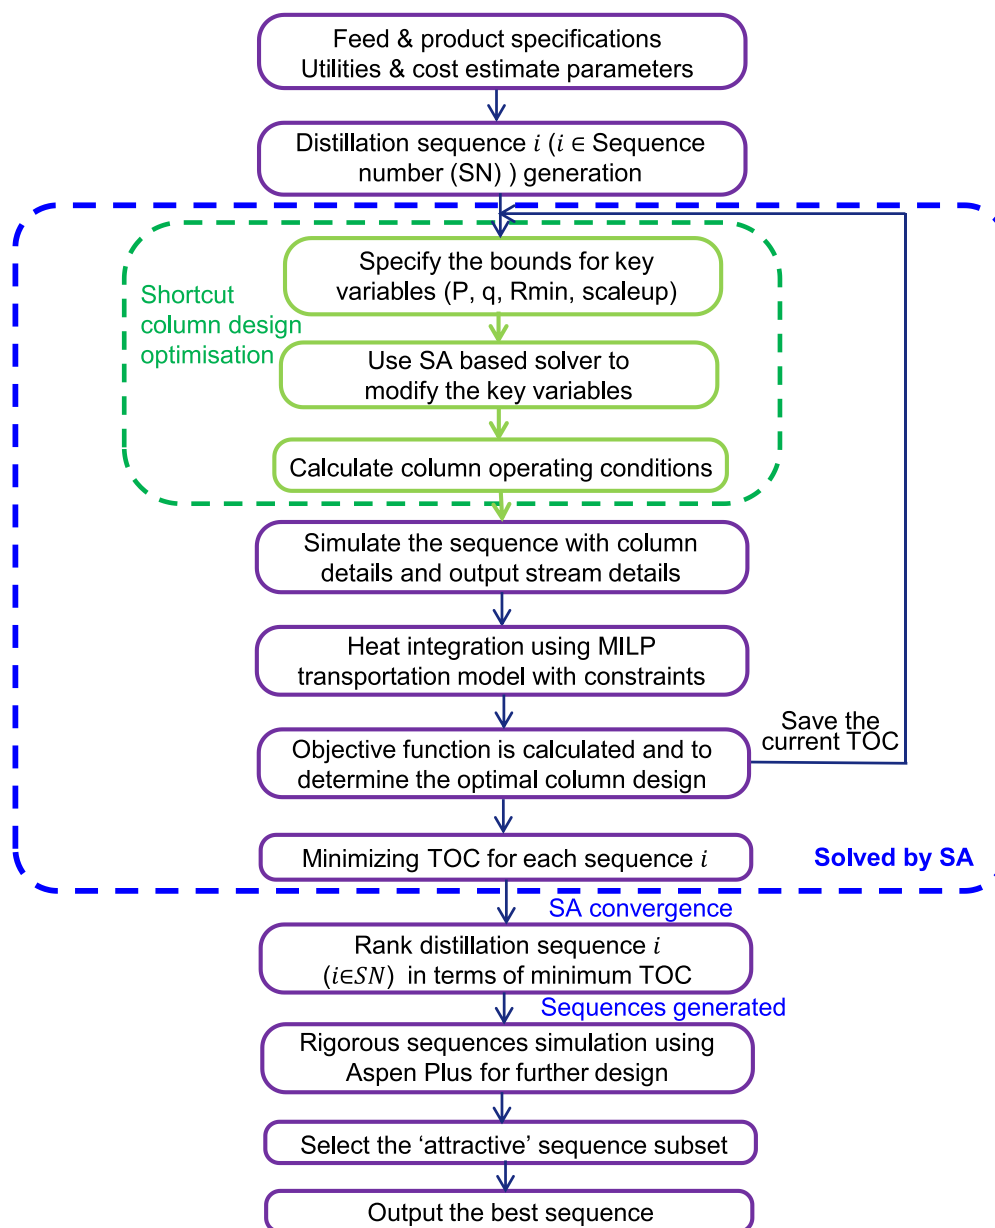 Feed & product specifications
Utilities & cost estimate parameters
Distillation sequence i (i ∈ Sequence
number (SN) ) generation
Specify the bounds for key
variables (P, q, Rmin, scaleup)
Shortcut
column design
optimisation
Use SA based solver to
modify the key variables
Calculate column operating conditions
Simulate the sequence with column
details and output stream details
Heat integration using MILP
transportation model with constraints
Objective function is calculated and to
determine the optimal column design
Save the
current TOC
Minimizing TOC for each sequence i
Solved by SA
SA convergence
Rank distillation sequence i
(i∈SN) in terms of minimum TOC
Sequences generated
Rigorous sequences simulation using
Aspen Plus for further design
Select the ‘attractive’ sequence subset
Output the best sequence